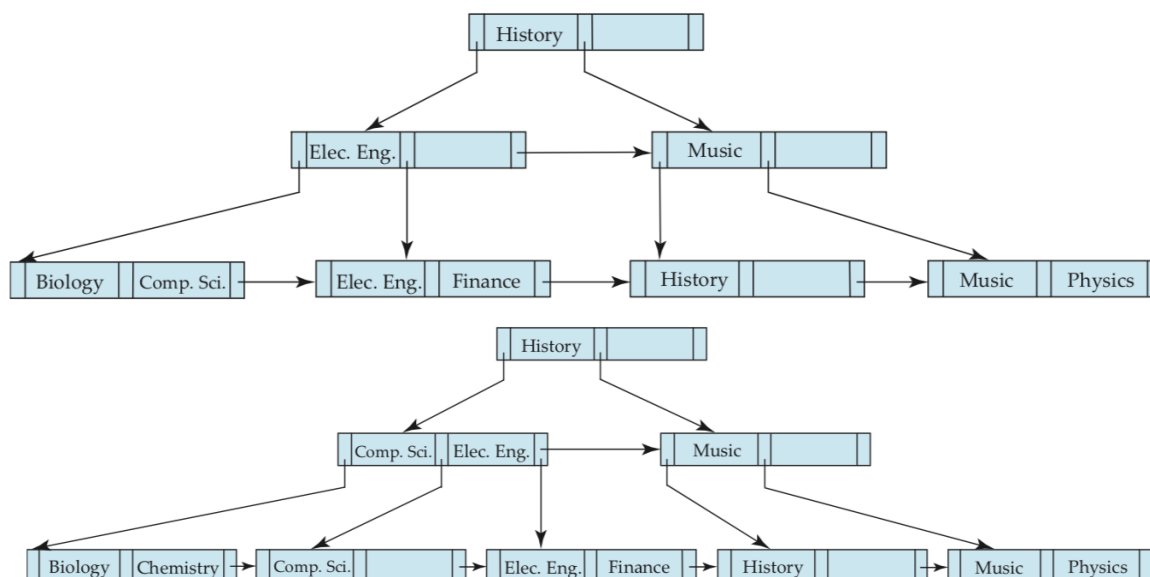 History
Elec. Eng. Music
Biology Comp. Sci. Elec. Eng. Finance History Music Physics
History
Comp. Sci. Elec. Eng. Music
Biology Chemistry Comp. Sci. Elec. Eng. Finance History Music Physics